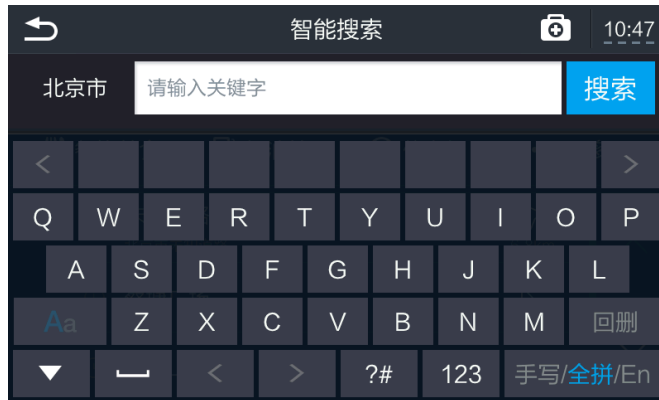 智能搜索 10:47
北京市 请输入关键字 搜索
< >
Q W E R T Y U I O P
A S D F G H J K L
Aa Z X C V B N M 回删
< > ?# 123 手写/全拼/En